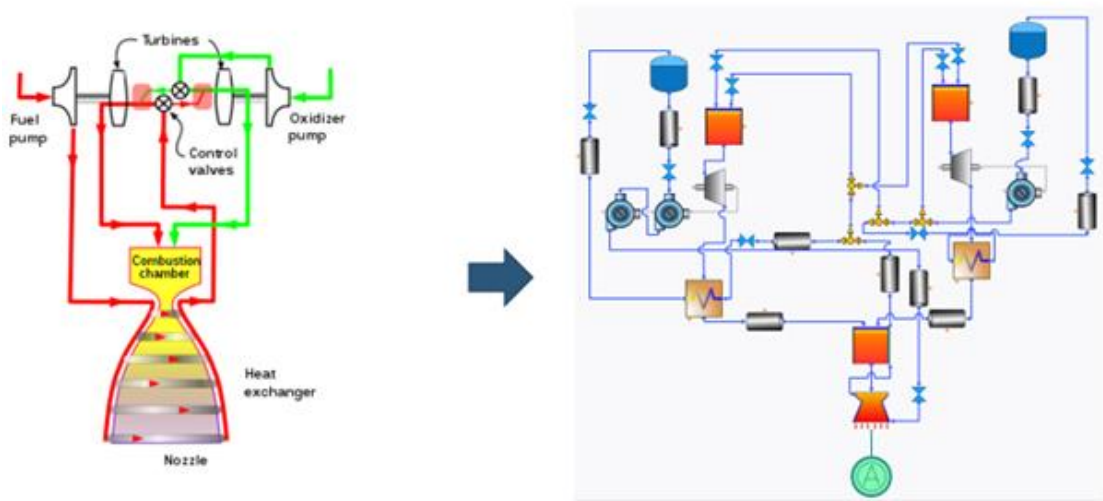 Turbines
Fuel
pump
Oxidizer
pump
Control
valves
Combustion
chamber
Heat
exchanger
Nozzle
A